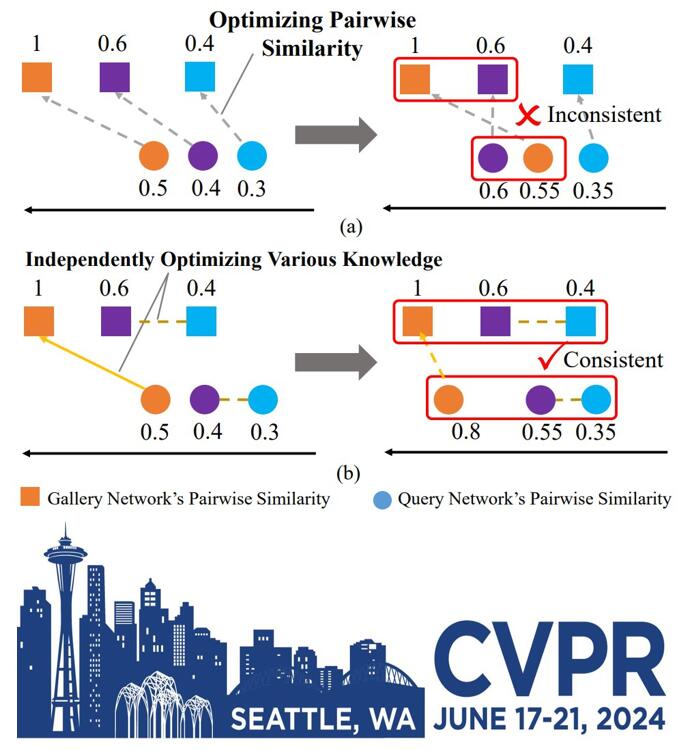 Optimizing Pairwise
Similarity
1 0.6 0.4
1 0.6 0.4
Inconsistent
0.5 0.4 0.3
0.6 0.55 0.35
(a)
Independently Optimizing Various Knowledge
1 0.6 0.4
1 0.6 0.4
Consistent
0.5 0.4 0.3
0.8 0.55 0.35
(b)
Gallery Network's Pairwise Similarity
Query Network's Pairwise Similarity
CVPR
SEATTLE, WA
JUNE 17-21, 2024